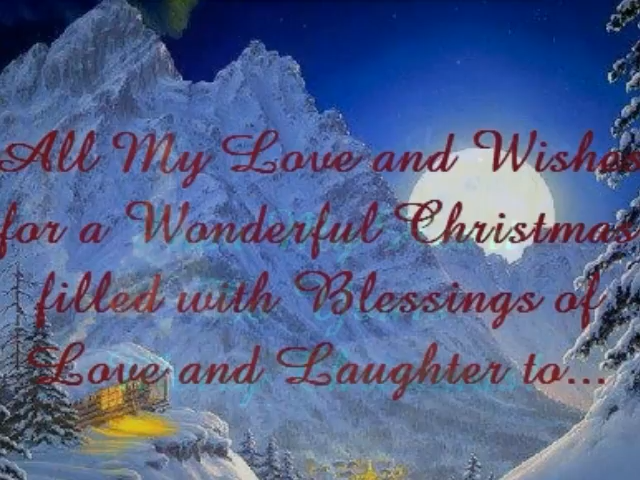 All My Love and Wishes
for a Wonderful Christmas
filled with Blessings of
Love and Laughter to...